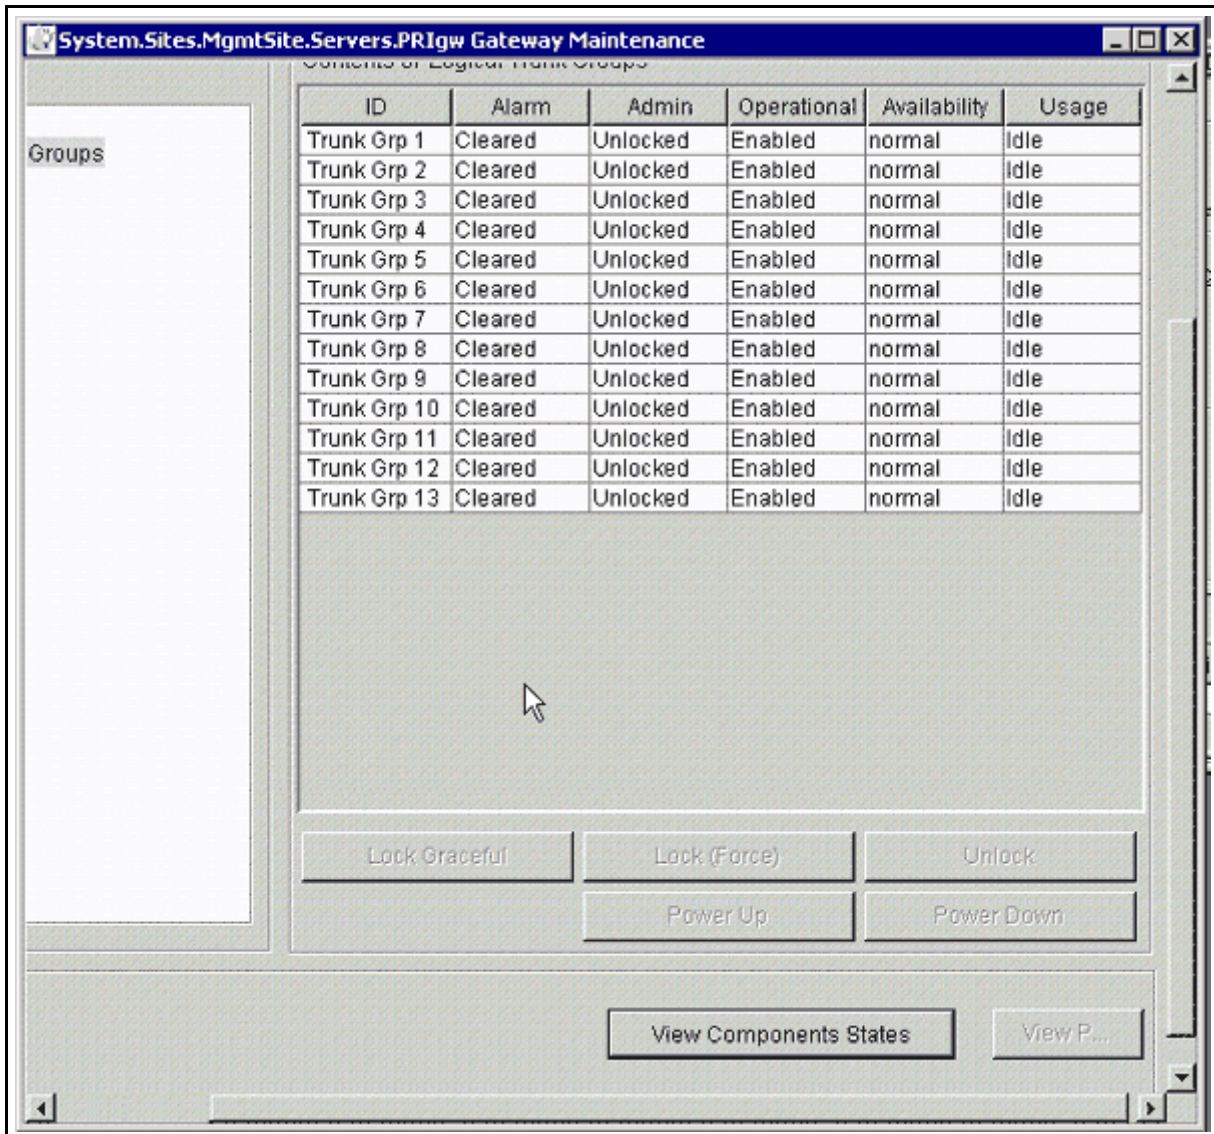 System.Sites.MgmtSite.Servers.PRIgw Gateway Maintenance
Contents of Logical Trunk Groups
Groups
ID Alarm Admin Operational Availability Usage
Trunk Grp 1 Cleared Unlocked Enabled normal Idle
Trunk Grp 2 Cleared Unlocked Enabled normal Idle
Trunk Grp 3 Cleared Unlocked Enabled normal Idle
Trunk Grp 4 Cleared Unlocked Enabled normal Idle
Trunk Grp 5 Cleared Unlocked Enabled normal Idle
Trunk Grp 6 Cleared Unlocked Enabled normal Idle
Trunk Grp 7 Cleared Unlocked Enabled normal Idle
Trunk Grp 8 Cleared Unlocked Enabled normal Idle
Trunk Grp 9 Cleared Unlocked Enabled normal Idle
Trunk Grp 10 Cleared Unlocked Enabled normal Idle
Trunk Grp 11 Cleared Unlocked Enabled normal Idle
Trunk Grp 12 Cleared Unlocked Enabled normal Idle
Trunk Grp 13 Cleared Unlocked Enabled normal Idle
Lock Graceful Lock (Force) Unlock
Power Up Power Down
View Components States View P...